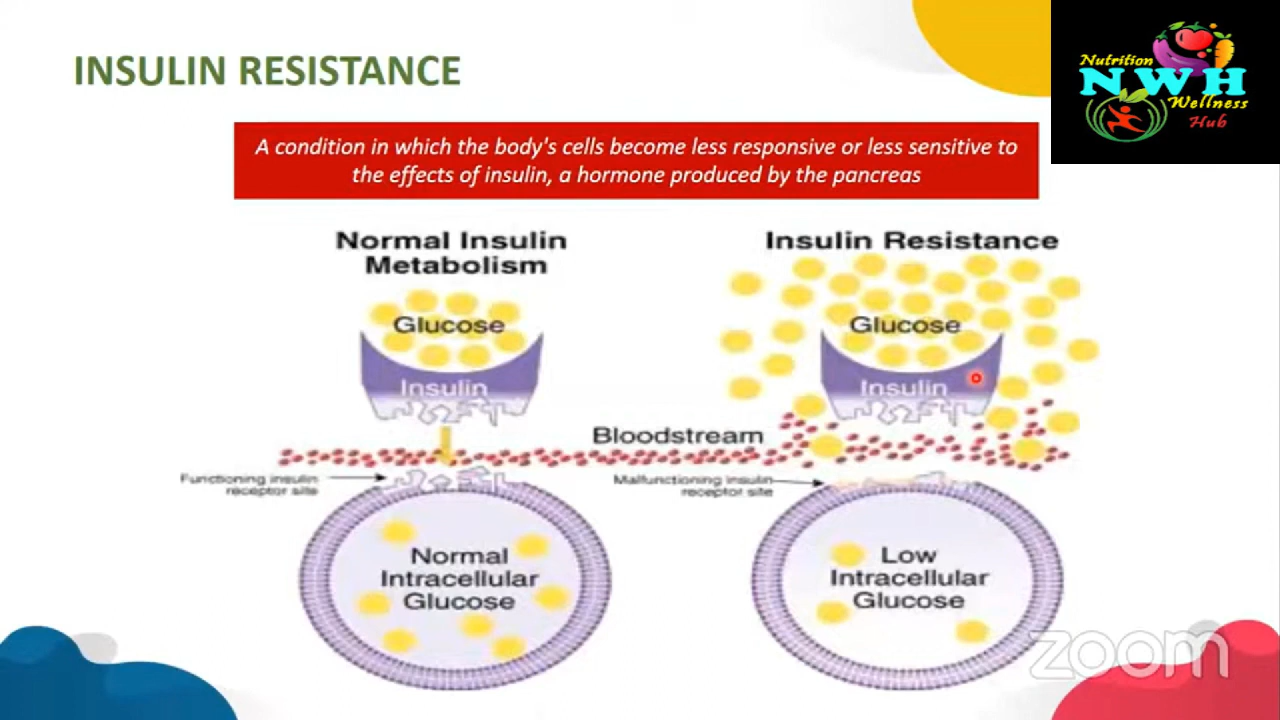 INSULIN RESISTANCE
Nutrition
NWH
Wellness
Hub
A condition in which the body's cells become less responsive or less sensitive to
the effects of insulin, a hormone produced by the pancreas
Normal Insulin
Metabolism
Glucose
Insulin
Insulin Resistance
Glucose
Insulin
Bloodstream
Functioning insulin
receptor site
Malfunctioning insulin
receptor site
Normal
Intracellular
Glucose
Low
Intracellular
Glucose
zoom